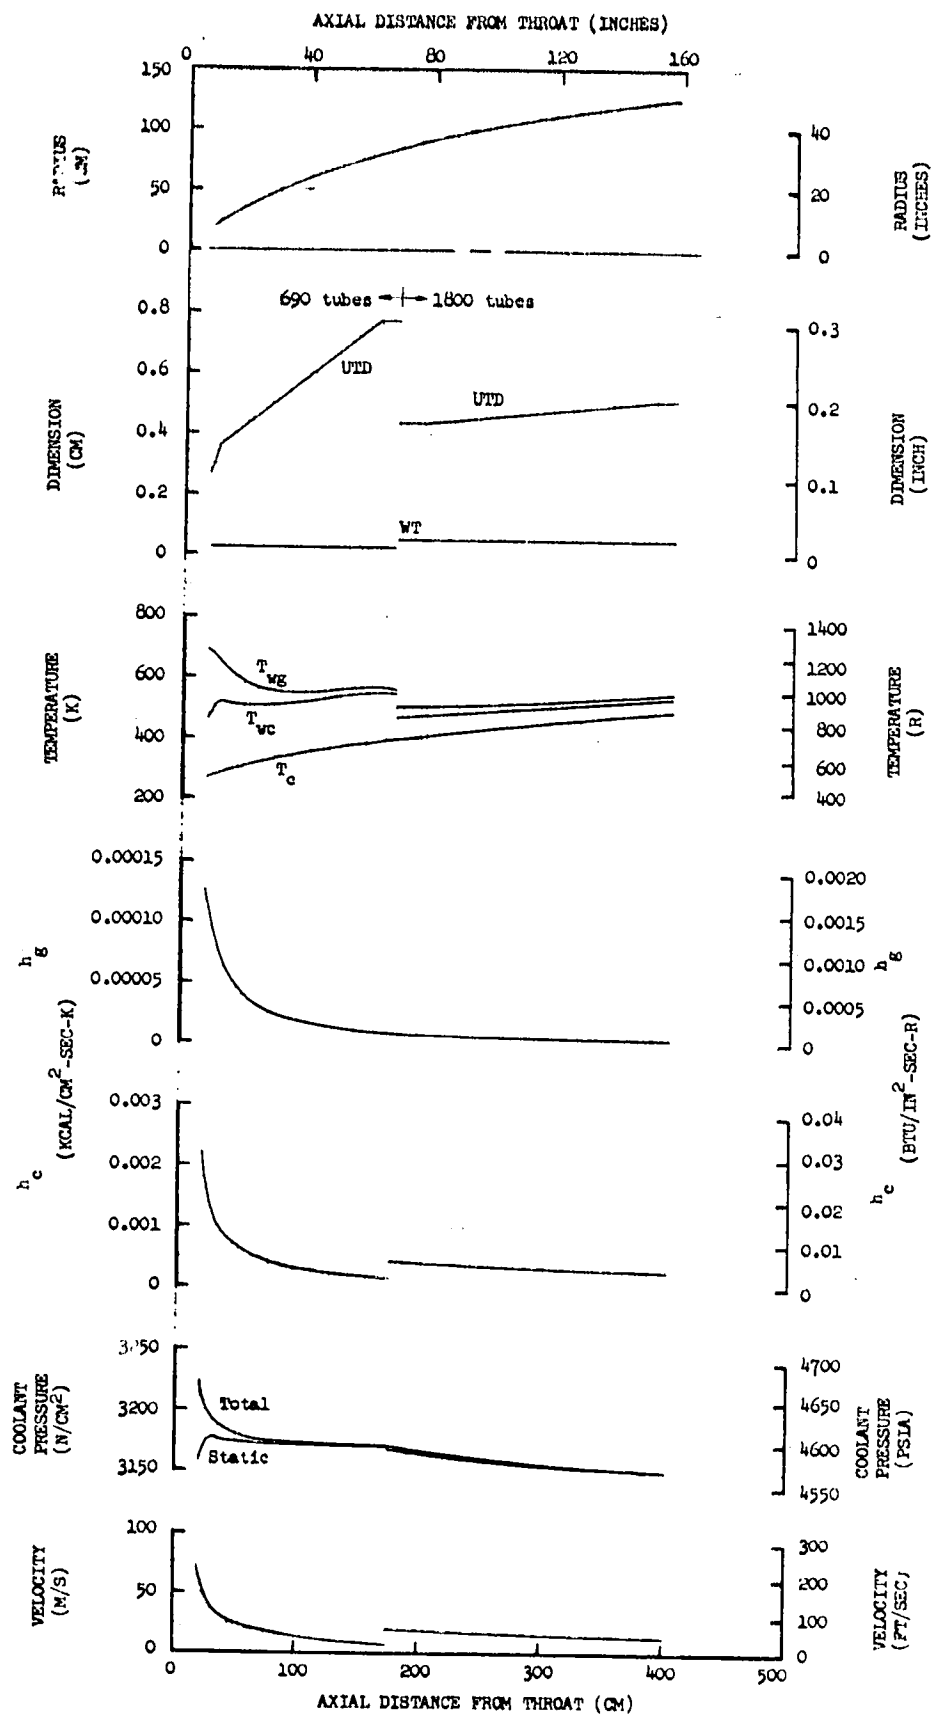 AXIAL DISTANCE FROM THROAT (INCHES)
0 40 80 120 160
150
100
50
0
RADIUS
40
20
0
RADIUS
(INCHES)
690 tubes 1800 tubes
0.8
0.6
0.4
0.2
0
DIMENSION
(CM)
UTD
UTD
WT
0.3
0.2
0.1
0
DIMENSION
(INCH)
800
600
400
200
TEMPERATURE
(K)
Twg
Twc
Tc
1400
1200
1000
800
600
400
TEMPERATURE
(R)
0.00015
0.00010
0.00005
0
hg
0.0020
0.0015
0.0010
0.0005
0
hg
(KCAL/CM2-SEC-K)
(BTU/IN2-SEC-R)
0.003
0.002
0.001
0
hc
0.04
0.03
0.02
0.01
0
hc
3200
3150
COOLANT
PRESSURE
(N/CM2)
Total
Static
4700
4650
4600
4550
COOLANT
PRESSURE
(PSIA)
100
50
0
VELOCITY
(M/S)
300
200
100
0
VELOCITY
(FT/SEC)
0 100 200 300 400 500
AXIAL DISTANCE FROM THROAT (CM)